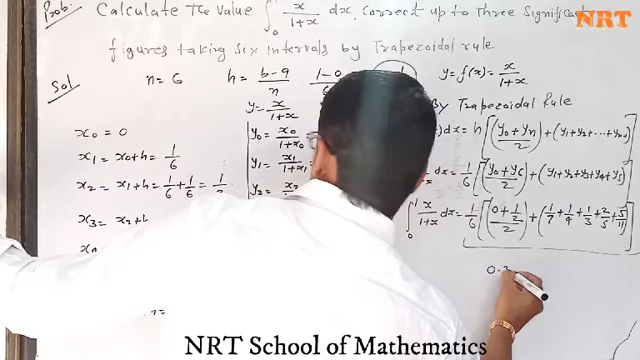 Prob. Calculate the value ∫₀¹ x/(1+x) dx, correct up to three significant
figures taking six intervals by Trapezoidal rule.
NRT
Sol n=6 h = (b-a)/n (1-0)/ y=f(x)= x/(1+x)
y = x/(1+x)
By Trapezoidal Rule
x₀ = 0
y₀ = x₀/(1+x₀) =
)dx = h[(y₀+yₙ)/2 + (y₁+y₂+...+yₙ₋₁)]
x₁ = x₀+h = 1/6
y₁ = x₁/(1+x₁) =
dx = 1/6[(y₀+y₆)/2 + (y₁+y₂+y₃+y₄+y₅)]
x₂ = x₁+h = 1/6+1/6 = 1/
y₂ = x₂
x₃ = x₂+h
∫₀¹ x/(1+x) dx = 1/6[(0+1/2)/2 + (1/7+1/4+1/3+2/5+5/11)]
0.3
NRT School of Mathematics